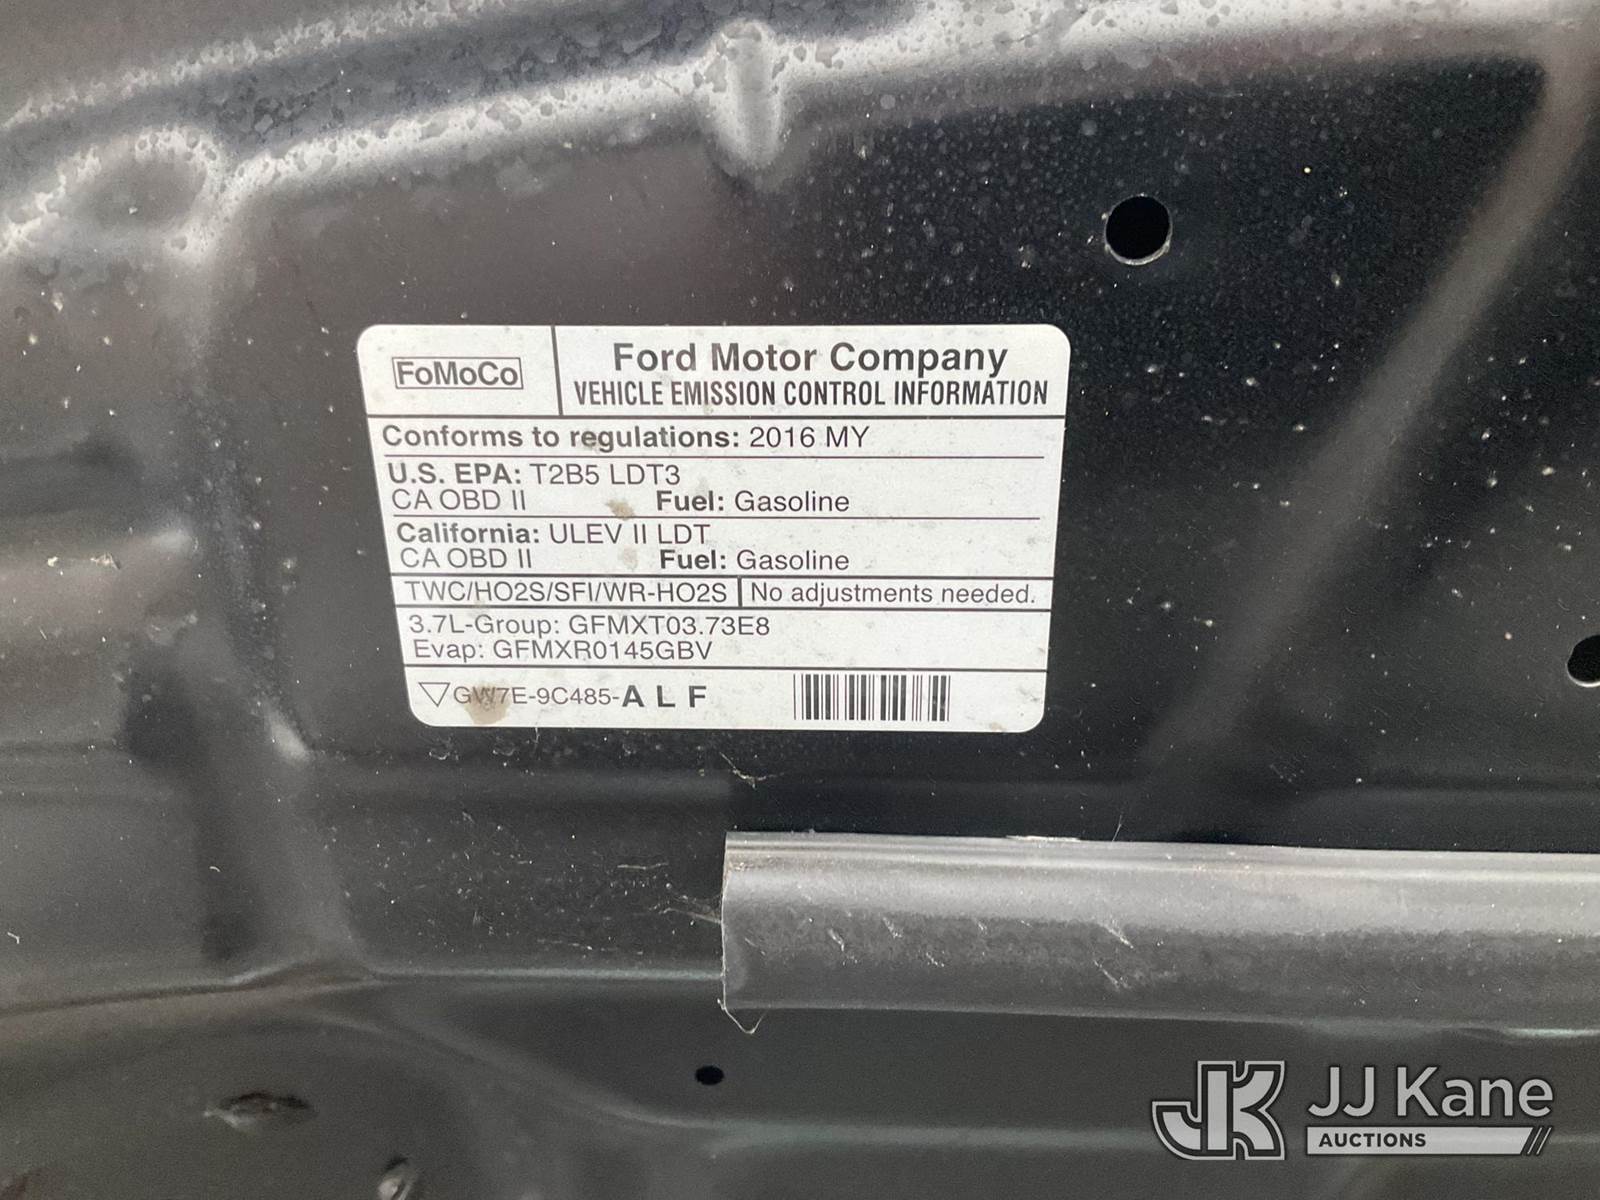 FoMoCo
Ford Motor Company
VEHICLE EMISSION CONTROL INFORMATION
Conforms to regulations: 2016 MY
U.S. EPA: T2B5 LDT3
CA OBD II Fuel: Gasoline
California: ULEV II LDT
CA OBD II Fuel: Gasoline
TWC/HO2S/SFI/WR-HO2S No adjustments needed.
3.7L-Group: GFMXT03.73E8
Evap: GFMXR0145GBV
GW7E-9C485-A L F
JK JJ Kane
AUCTIONS